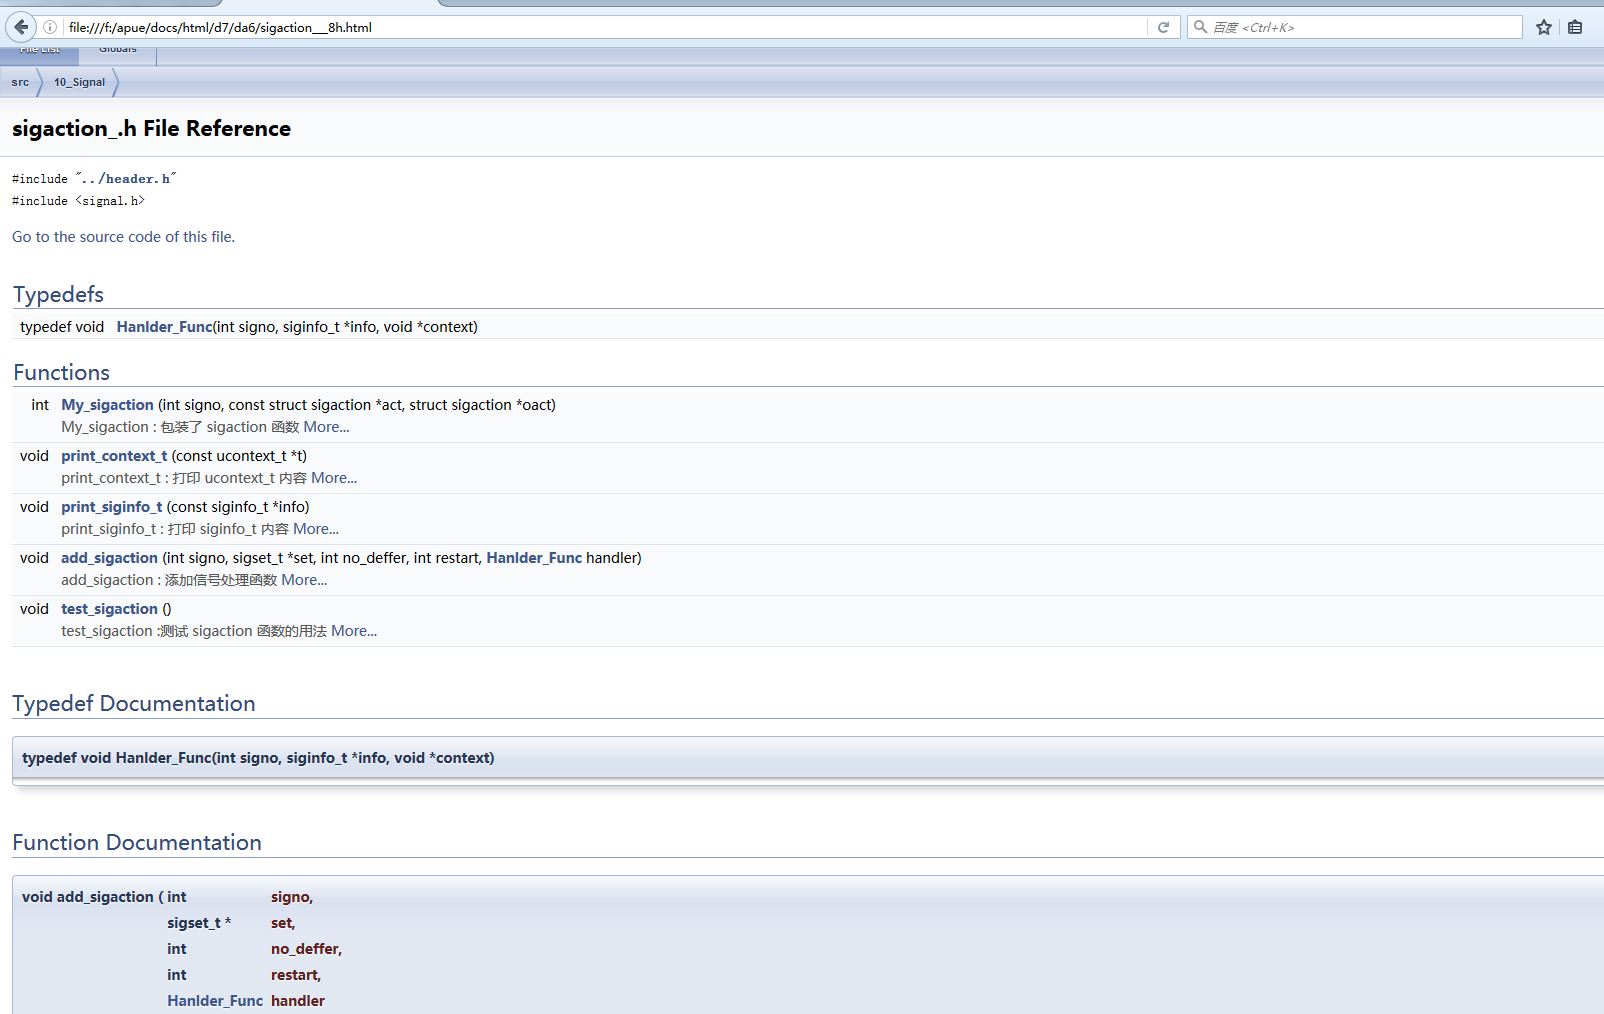 file:///f:/apue/docs/html/d7/da6/sigaction___8h.html
百度 <Ctrl+K>
File List Globals
src 10_Signal
sigaction_.h File Reference
#include "../header.h"
#include <signal.h>
Go to the source code of this file.
Typedefs
typedef void Hanlder_Func(int signo, siginfo_t *info, void *context)
Functions
int My_sigaction (int signo, const struct sigaction *act, struct sigaction *oact)
My_sigaction : 包装了 sigaction 函数 More...
void print_context_t (const ucontext_t *t)
print_context_t : 打印 ucontext_t 内容 More...
void print_siginfo_t (const siginfo_t *info)
print_siginfo_t : 打印 siginfo_t 内容 More...
void add_sigaction (int signo, sigset_t *set, int no_deffer, int restart, Hanlder_Func handler)
add_sigaction : 添加信号处理函数 More...
void test_sigaction ()
test_sigaction :测试 sigaction 函数的用法 More...
Typedef Documentation
typedef void Hanlder_Func(int signo, siginfo_t *info, void *context)
Function Documentation
void add_sigaction ( int signo,
sigset_t * set,
int no_deffer,
int restart,
Hanlder_Func handler